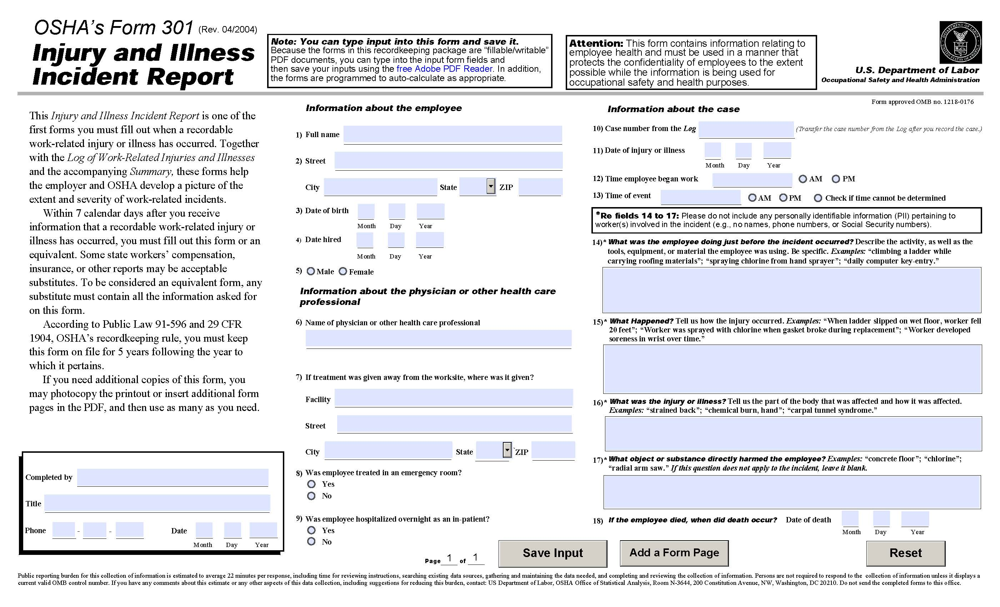 OSHA’s Form 301 (Rev. 04/2004)
Injury and Illness
Incident Report
Note: You can type input into this form and save it.
Because the forms in this recordkeeping package are “fillable/writable”
PDF documents, you can type into the input form fields and
then save your inputs using the free Adobe PDF Reader. In addition,
the forms are programmed to auto-calculate as appropriate.
Attention: This form contains information relating to
employee health and must be used in a manner that
protects the confidentiality of employees to the extent
possible while the information is being used for
occupational safety and health purposes.
DEPARTMENT OF LABOR
UNITED STATES OF AMERICA
U.S. Department of Labor
Occupational Safety and Health Administration
Form approved OMB no. 1218-0176
This Injury and Illness Incident Report is one of the
first forms you must fill out when a recordable
work-related injury or illness has occurred. Together
with the Log of Work-Related Injuries and Illnesses
and the accompanying Summary, these forms help
the employer and OSHA develop a picture of the
extent and severity of work-related incidents.
Within 7 calendar days after you receive
information that a recordable work-related injury or
illness has occurred, you must fill out this form or an
equivalent. Some state workers’ compensation,
insurance, or other reports may be acceptable
substitutes. To be considered an equivalent form, any
substitute must contain all the information asked for
on this form.
According to Public Law 91-596 and 29 CFR
1904, OSHA’s recordkeeping rule, you must keep
this form on file for 5 years following the year to
which it pertains.
If you need additional copies of this form, you
may photocopy the printout or insert additional form
pages in the PDF, and then use as many as you need.
Completed by
Title
Phone - - Date
Month Day Year
Information about the employee
1) Full name
2) Street
City State ZIP
3) Date of birth
Month Day Year
4) Date hired
Month Day Year
5) Male Female
Information about the physician or other health care
professional
6) Name of physician or other health care professional
7) If treatment was given away from the worksite, where was it given?
Facility
Street
City State `ZIP
8) Was employee treated in an emergency room?
Yes
No
9) Was employee hospitalized overnight as an in-patient?
Yes
No
Information about the case
10) Case number from the Log (Transfer the case number from the Log after you record the case.)
11) Date of injury or illness
Month Day Year
12) Time employee began work AM PM
13) Time of event AM PM Check if time cannot be determined
*Re fields 14 to 17: Please do not include any personally identifiable information (PII) pertaining to
worker(s) involved in the incident (e.g., no names, phone numbers, or Social Security numbers).
14)* What was the employee doing just before the incident occurred? Describe the activity, as well as the
tools, equipment, or material the employee was using. Be specific. Examples: “climbing a ladder while
carrying roofing materials”; “spraying chlorine from hand sprayer”; “daily computer key-entry.”
15)* What Happened? Tell us how the injury occurred. Examples: “When ladder slipped on wet floor, worker fell
20 feet”; “Worker was sprayed with chlorine when gasket broke during replacement”; “Worker developed
soreness in wrist over time.”
16)* What was the injury or illness? Tell us the part of the body that was affected and how it was affected.
Examples: “strained back”; “chemical burn, hand”; “carpal tunnel syndrome.”
17)* What object or substance directly harmed the employee? Examples: “concrete floor”; “chlorine”;
“radial arm saw.” If this question does not apply to the incident, leave it blank.
18) If the employee died, when did death occur? Date of death
Month Day Year
Page 1 of 1
Save Input
Add a Form Page
Reset
Public reporting burden for this collection of information is estimated to average 22 minutes per response, including time for reviewing instructions, searching existing data sources, gathering and maintaining the data needed, and completing and reviewing the collection of information. Persons are not required to respond to the collection of information unless it displays a
current valid OMB control number. If you have any comments about this estimate or any other aspects of this data collection, including suggestions for reducing this burden, contact: US Department of Labor, OSHA Office of Statistical Analysis, Room N-3644, 200 Constitution Avenue, NW, Washington, DC 20210. Do not send the completed forms to this office.